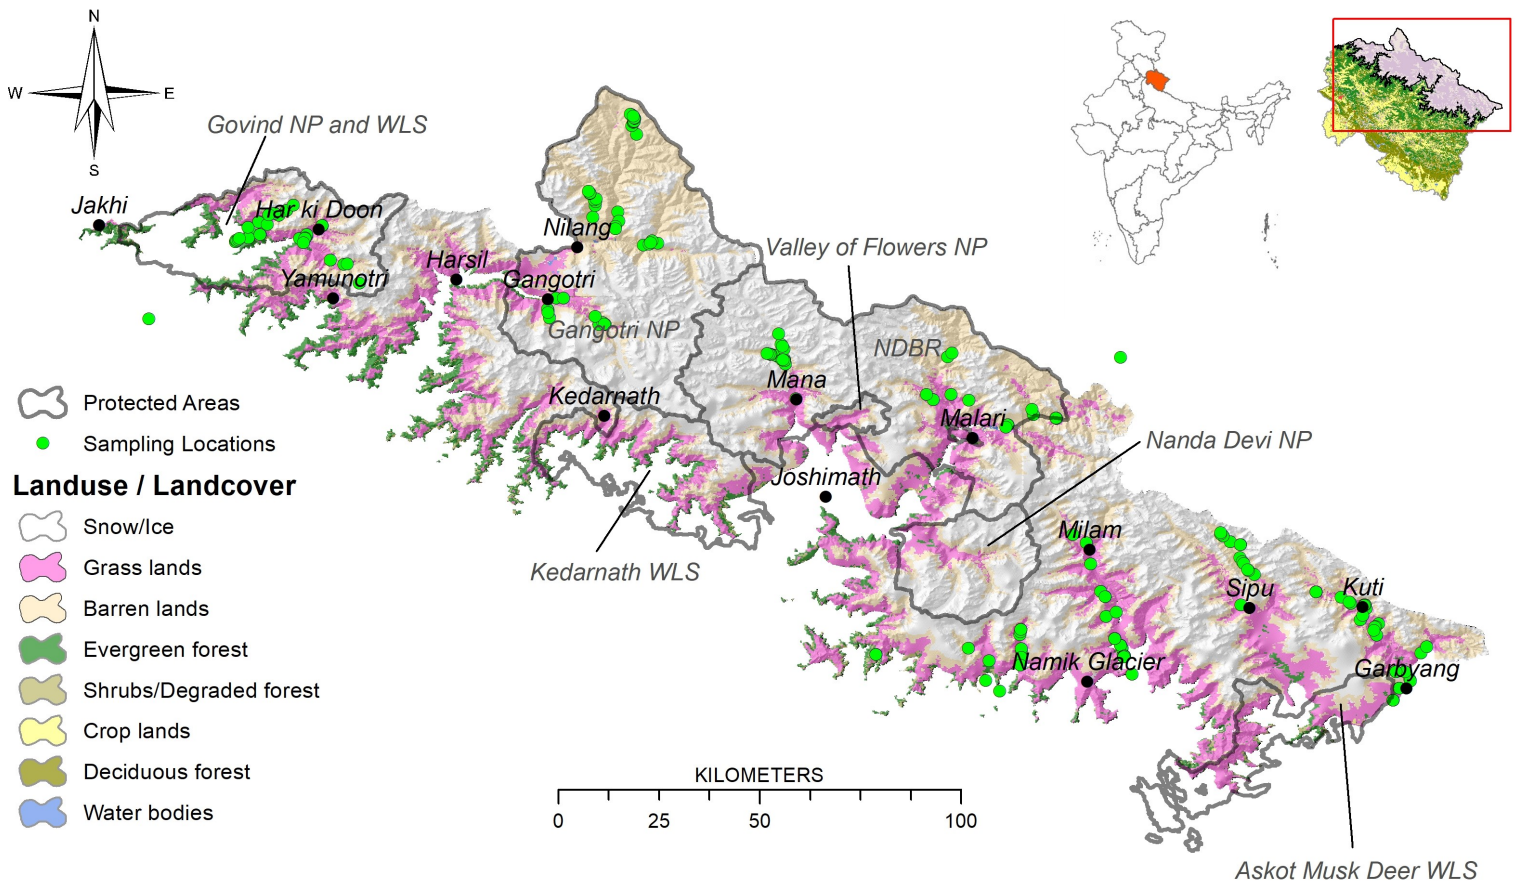 N
W
E
S
Govind NP and WLS
Jakhi
Har ki Doon
Nilang
Valley of Flowers NP
Harsil
Yamunotri
Gangotri
Gangotri NP
NDBR
Mana
Kedarnath
Malari
Protected Areas
Sampling Locations
Nanda Devi NP
Joshimath
Landuse / Landcover
Snow/Ice
Milam
Grass lands
Kedarnath WLS
Sipu
Kuti
Barren lands
Evergreen forest
Namik Glacier
Garbyang
Shrubs/Degraded forest
Crop lands
Deciduous forest
KILOMETERS
Water bodies
0 25 50 100
Askot Musk Deer WLS